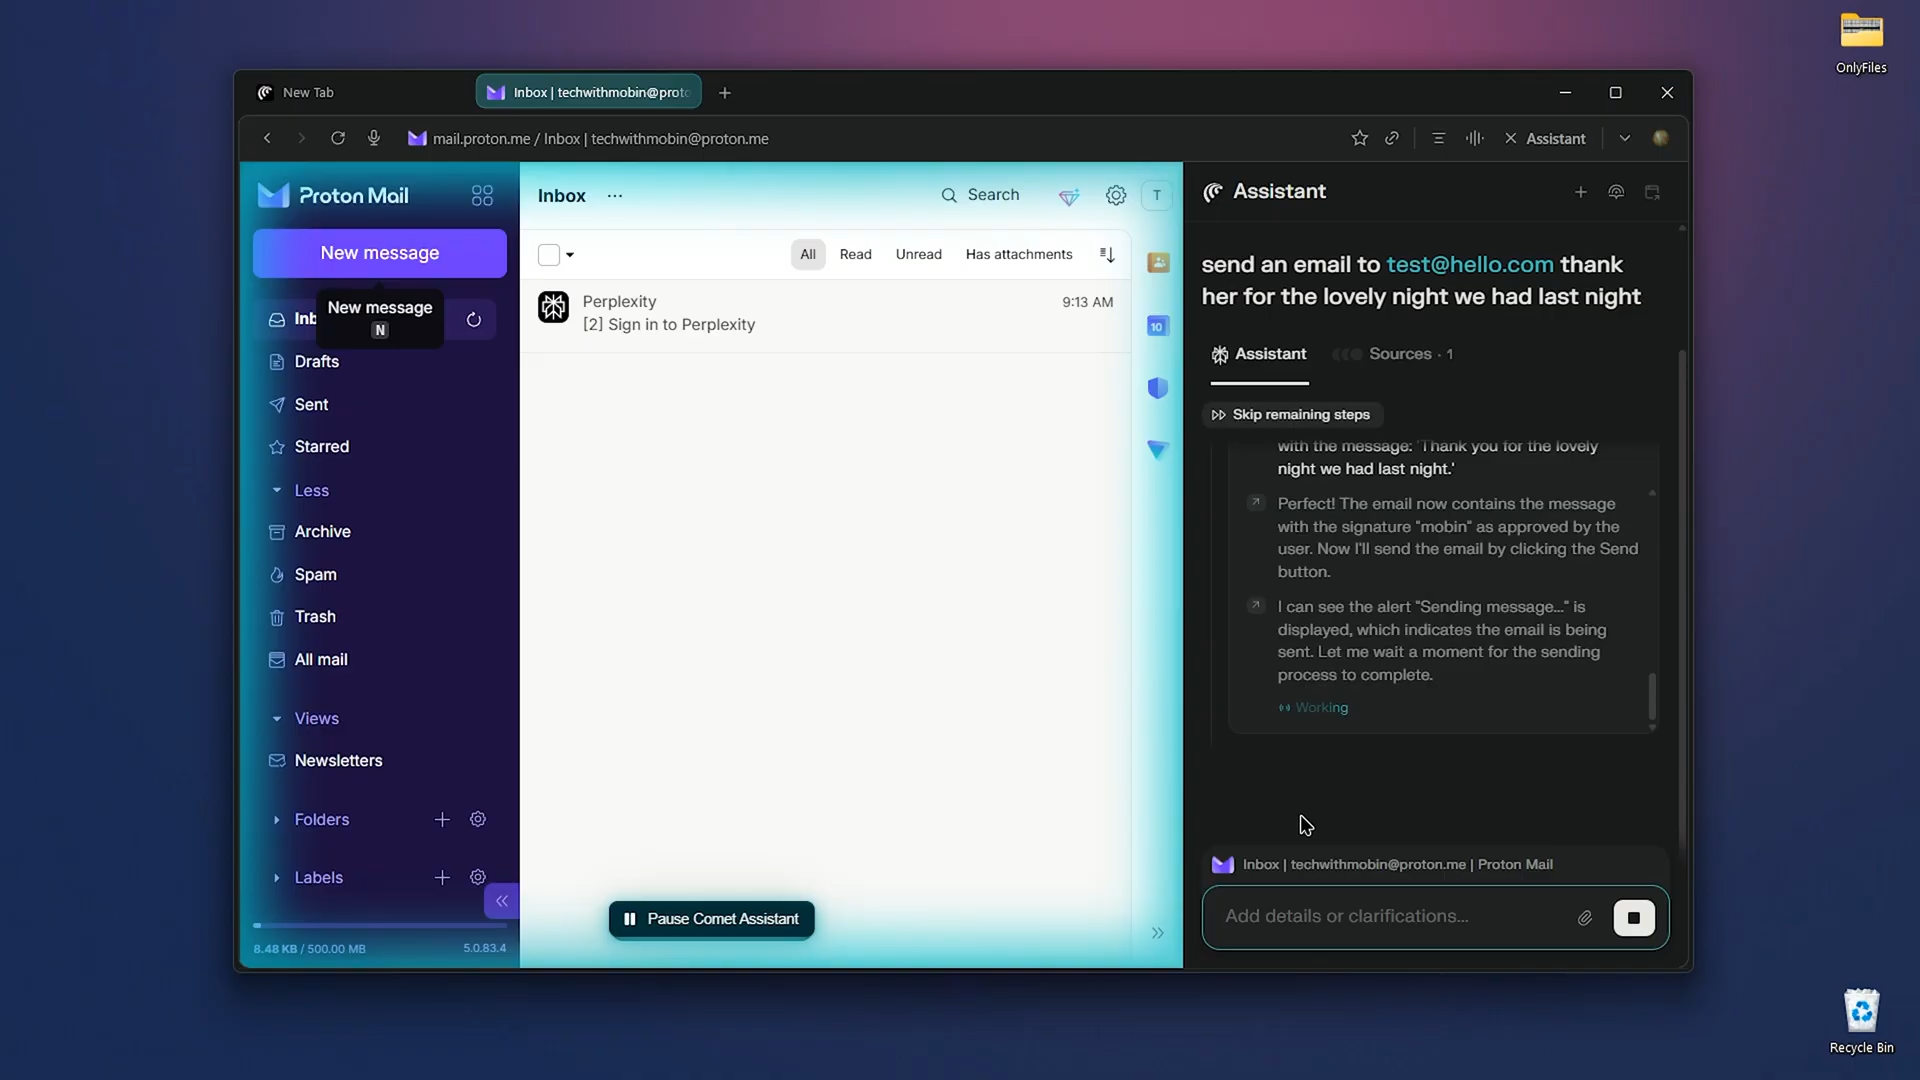 OnlyFiles
New Tab
Inbox | techwithmobin@proto
mail.proton.me / Inbox | techwithmobin@proton.me
Assistant
Proton Mail
New message
Inb
New message
N
Drafts
Sent
Starred
Less
Archive
Spam
Trash
All mail
Views
Newsletters
Folders
Labels
8.48 KB / 500.00 MB
5.0.83.4
Inbox
Search
T
All
Read
Unread
Has attachments
Perplexity
9:13 AM
[2] Sign in to Perplexity
10
Pause Comet Assistant
Assistant
send an email to test@hello.com thank
her for the lovely night we had last night
Assistant
Sources · 1
Skip remaining steps
with the message: 'Thank you for the lovely
night we had last night.'
Perfect! The email now contains the message
with the signature "mobin" as approved by the
user. Now I'll send the email by clicking the Send
button.
I can see the alert "Sending message..." is
displayed, which indicates the email is being
sent. Let me wait a moment for the sending
process to complete.
Working
Inbox | techwithmobin@proton.me | Proton Mail
Add details or clarifications...
Recycle Bin